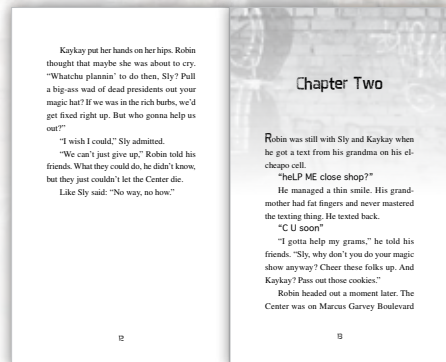 Kaykay put her hands on her hips. Robin
thought that maybe she was about to cry.
“Whatchu plannin’ to do then, Sly? Pull
a big-ass wad of dead presidents out your
magic hat? If we was in the rich burbs, we’d
get fixed right up. But who gonna help us
out?”
“I wish I could,” Sly admitted.
“We can’t just give up,” Robin told his
friends. What they could do, he didn’t know,
but they just couldn’t let the Center die.
Like Sly said: “No way, no how.”
12
Chapter Two
Robin was still with Sly and Kaykay when
he got a text from his grandma on his el-
cheapo cell.
“heLP ME close shop?”
He managed a thin smile. His grand-
mother had fat fingers and never mastered
the texting thing. He texted back.
“C U soon”
“I gotta help my grams,” he told his
friends. “Sly, why don’t you do your magic
show anyway? Cheer these folks up. And
Kaykay? Pass out those cookies.”
Robin headed out a moment later. The
Center was on Marcus Garvey Boulevard
13